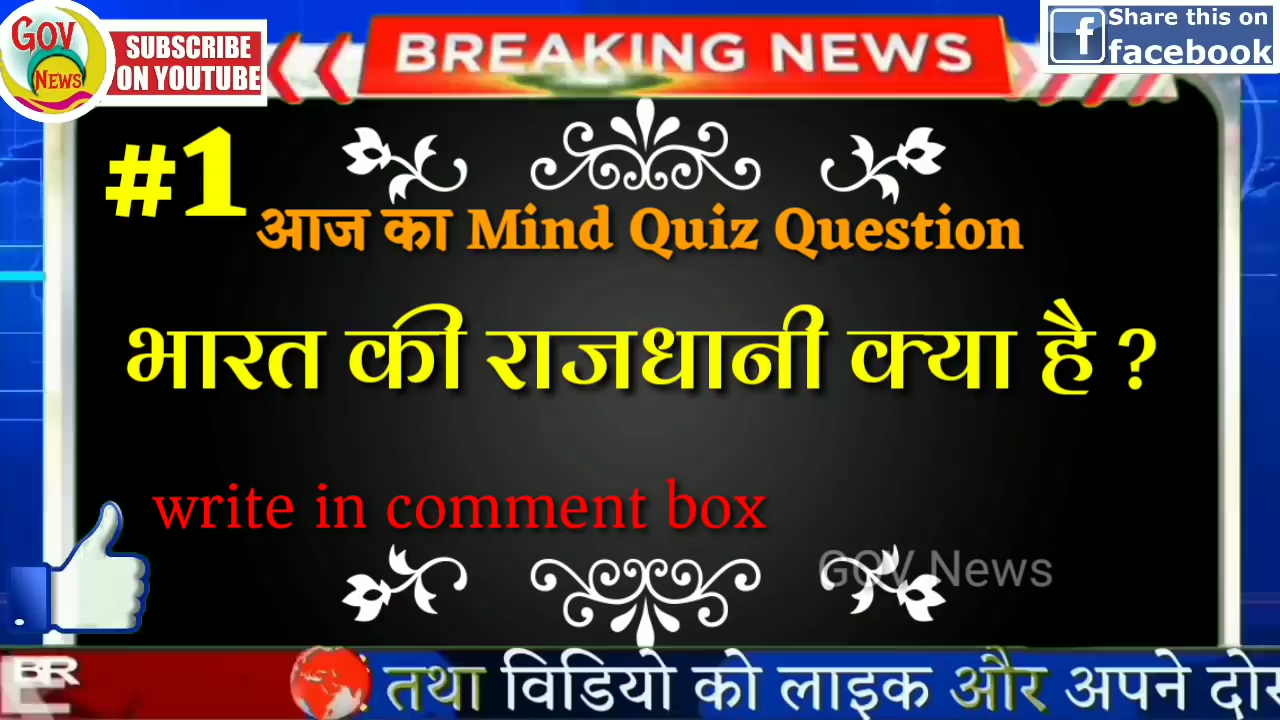 GOV
NEWS
SUBSCRIBE
ON YOUTUBE
BREAKING NEWS
Share this on
facebook
#1
आज का Mind Quiz Question
भारत की राजधानी क्या है ?
write in comment box
GOV News
BR
तथा विडियो को लाइक और अपने